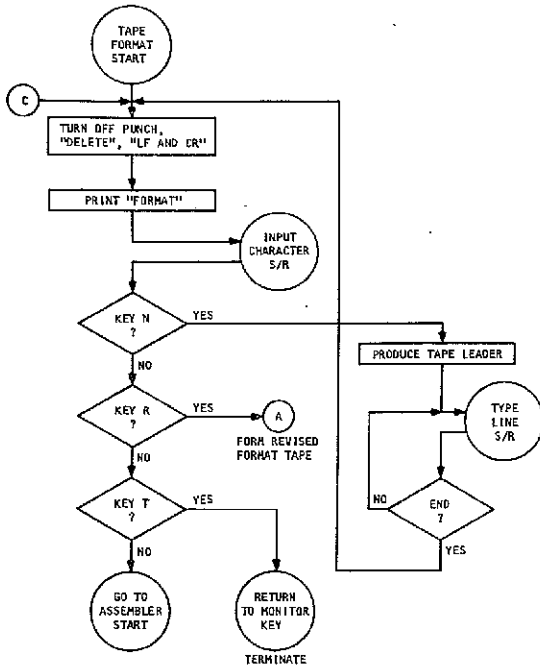 TAPE
FORMAT
START
C
TURN OFF PUNCH,
"DELETE", "LF AND CR"
PRINT "FORMAT"
INPUT
CHARACTER
S/R
KEY N
?
YES
NO
PRODUCE TAPE LEADER
KEY R
?
YES
A
FORM REVISED
FORMAT TAPE
NO
TYPE
LINE
S/R
KEY T
?
YES
NO
END
?
NO
YES
GO TO
ASSEMBLER
START
RETURN
TO MONITOR
KEY
TERMINATE